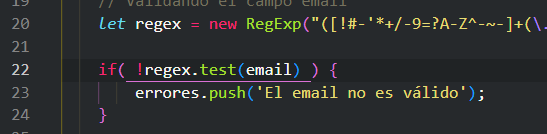 19 // Validando el campo email
20 let regex = new RegExp("([!#-'*+/-9=?A-Z^-~-]+(\.
21
22 if( !regex.test(email) ) {
23 errores.push('El email no es válido');
24 }